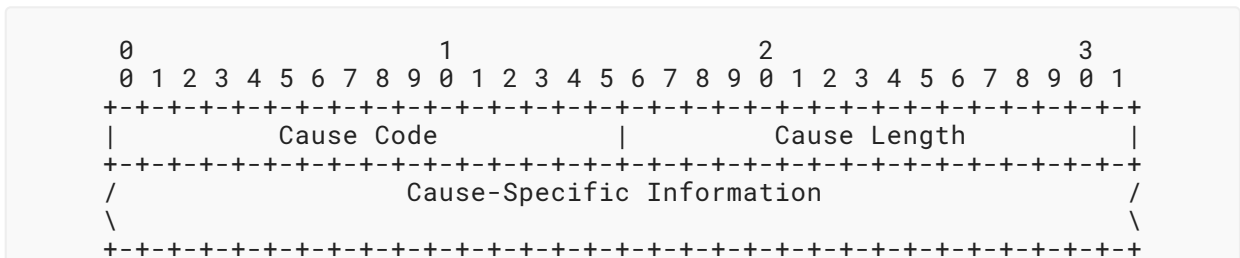 0                   1                   2                   3
 0 1 2 3 4 5 6 7 8 9 0 1 2 3 4 5 6 7 8 9 0 1 2 3 4 5 6 7 8 9 0 1
+-+-+-+-+-+-+-+-+-+-+-+-+-+-+-+-+-+-+-+-+-+-+-+-+-+-+-+-+-+-+-+-+
|          Cause Code           |         Cause Length          |
+-+-+-+-+-+-+-+-+-+-+-+-+-+-+-+-+-+-+-+-+-+-+-+-+-+-+-+-+-+-+-+-+
/                  Cause-Specific Information                   /
\                                                               \
+-+-+-+-+-+-+-+-+-+-+-+-+-+-+-+-+-+-+-+-+-+-+-+-+-+-+-+-+-+-+-+-+